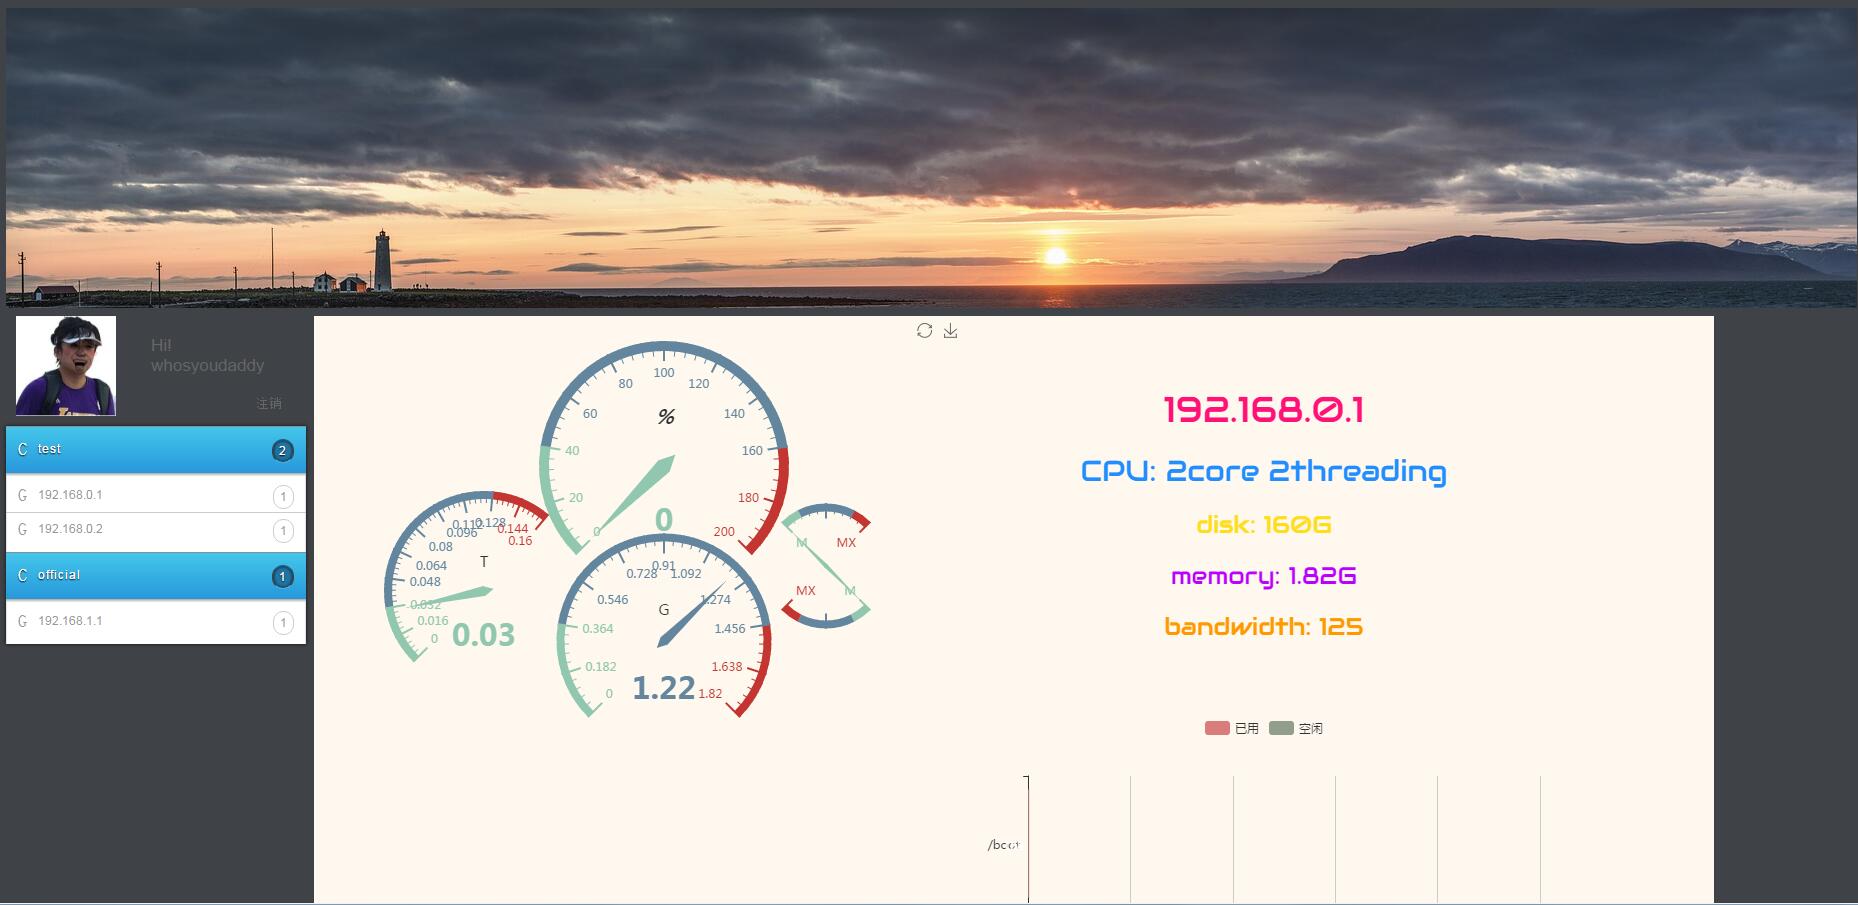 Hi!
whosyoudaddy
注销
C test 2
G 192.168.0.1 1
G 192.168.0.2 1
C official 1
G 192.168.1.1 1
0
20
40
60
80
100
120
140
160
180
200
%
0
0
0.016
0.032
0.048
0.064
0.08
0.096
0.112
0.128
0.144
0.16
T
0.03
0
0.182
0.364
0.546
0.728
0.91
1.092
1.274
1.456
1.638
1.82
G
1.22
M MX
MX M
192.168.0.1
CPU: 2core 2threading
disk: 160G
memory: 1.82G
bandwidth: 125
已用 空闲